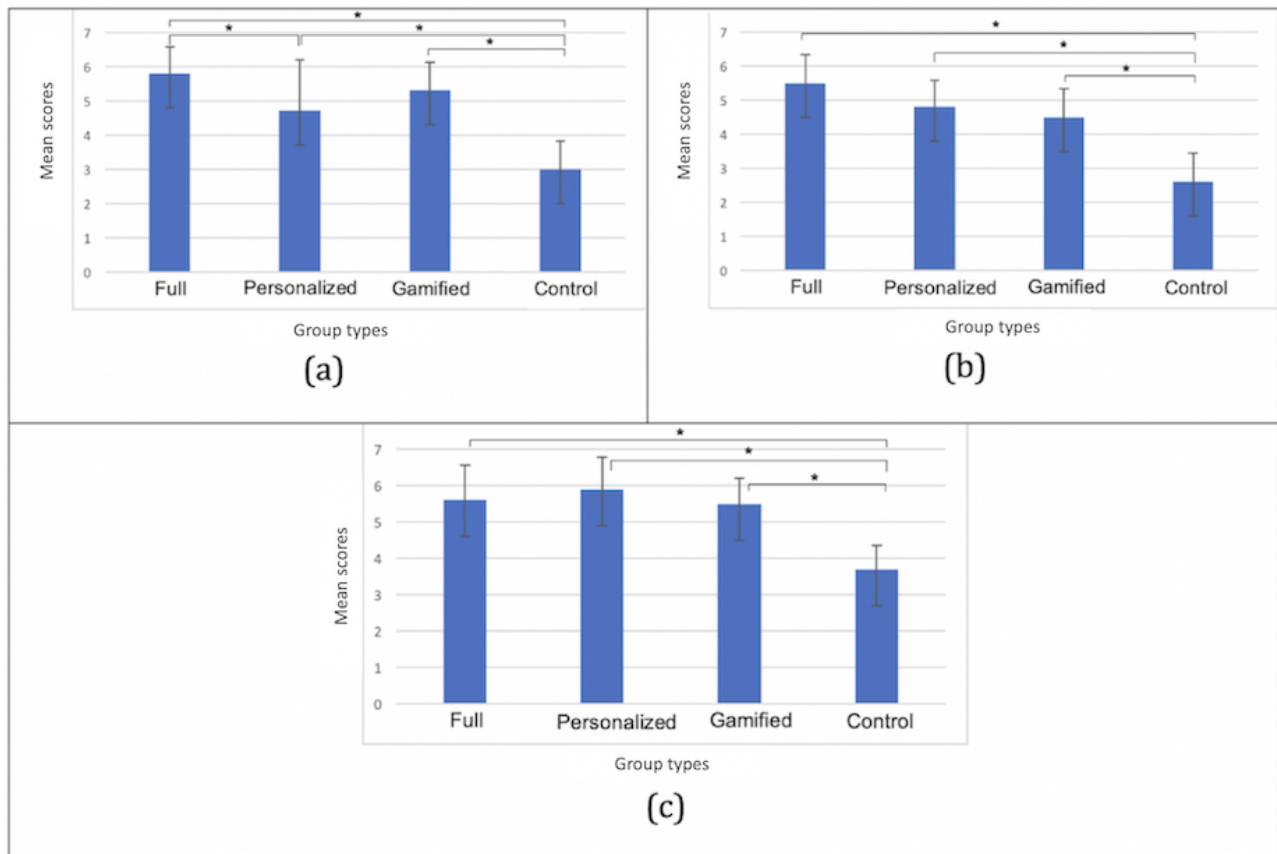 *
* * *
7
6
5
4
3
2
1
0
Mean scores
Full Personalized Gamified Control
Group types
(a)
*
*
*
7
6
5
4
3
2
1
0
Mean scores
Full Personalized Gamified Control
Group types
(b)
*
*
*
7
6
5
4
3
2
1
0
Mean scores
Full Personalized Gamified Control
Group types
(c)